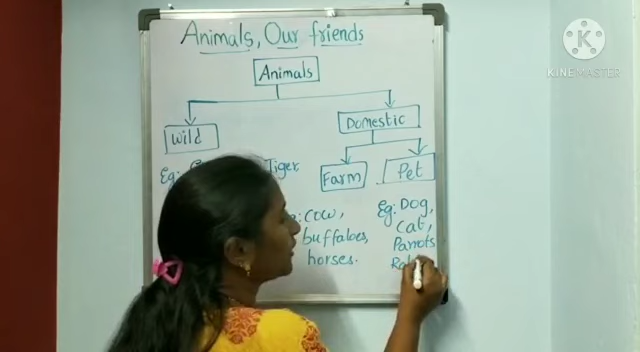 Animals, Our friends
Animals
Wild
Domestic
Eg:
Tiger,
Farm
Pet
cow,
buffaloes,
horses.
Eg: Dog,
Cat,
Parrots
KINEMASTER